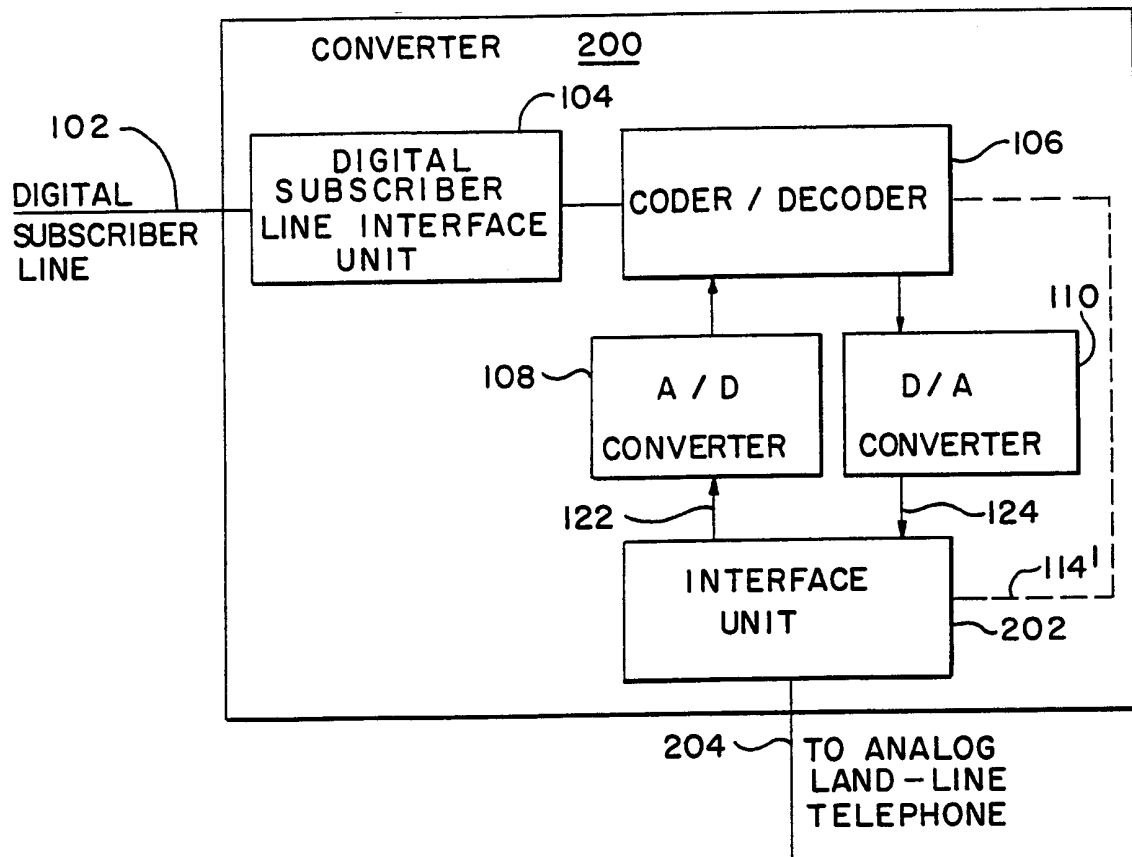 CONVERTER 200
104
102
DIGITAL
SUBSCRIBER
LINE
DIGITAL
SUBSCRIBER
LINE INTERFACE
UNIT
CODER / DECODER
106
108
A / D
CONVERTER
D/A
CONVERTER
110
122
124
INTERFACE
UNIT
114'
202
204
TO ANALOG
LAND-LINE
TELEPHONE